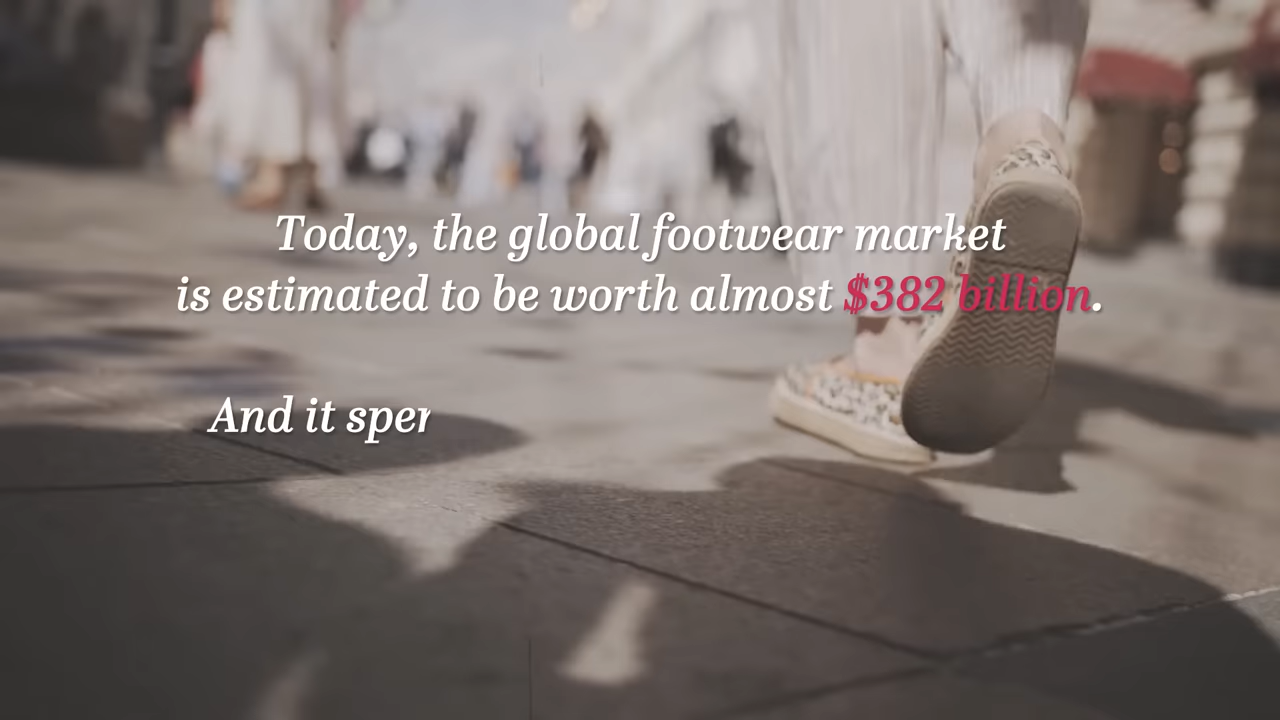 Today, the global footwear market
is estimated to be worth almost $382 billion.
And it